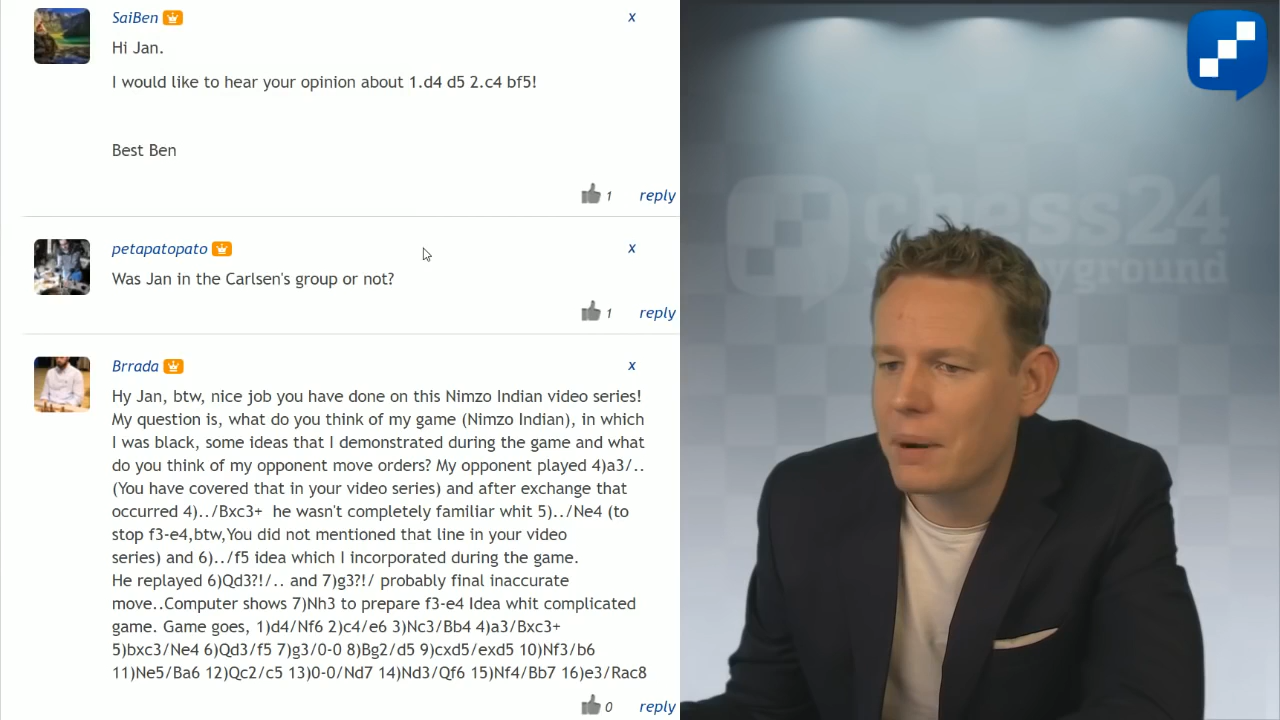 SaiBen
x
Hi Jan.
I would like to hear your opinion about 1.d4 d5 2.c4 bf5!
Best Ben
1 reply
petapatopato
x
Was Jan in the Carlsen's group or not?
1 reply
Brrada
x
Hy Jan, btw, nice job you have done on this Nimzo Indian video series!
My question is, what do you think of my game (Nimzo Indian), in which
I was black, some ideas that I demonstrated during the game and what
do you think of my opponent move orders? My opponent played 4)a3/..
(You have covered that in your video series) and after exchange that
occurred 4)../Bxc3+ he wasn't completely familiar whit 5)../Ne4 (to
stop f3-e4,btw,You did not mentioned that line in your video
series) and 6)../f5 idea which I incorporated during the game.
He replayed 6)Qd3?!/.. and 7)g3?!/ probably final inaccurate
move..Computer shows 7)Nh3 to prepare f3-e4 Idea whit complicated
game. Game goes, 1)d4/Nf6 2)c4/e6 3)Nc3/Bb4 4)a3/Bxc3+
5)bxc3/Ne4 6)Qd3/f5 7)g3/0-0 8)Bg2/d5 9)cxd5/exd5 10)Nf3/b6
11)Ne5/Ba6 12)Qc2/c5 13)0-0/Nd7 14)Nd3/Qf6 15)Nf4/Bb7 16)e3/Rac8
0 reply
chess24
playground